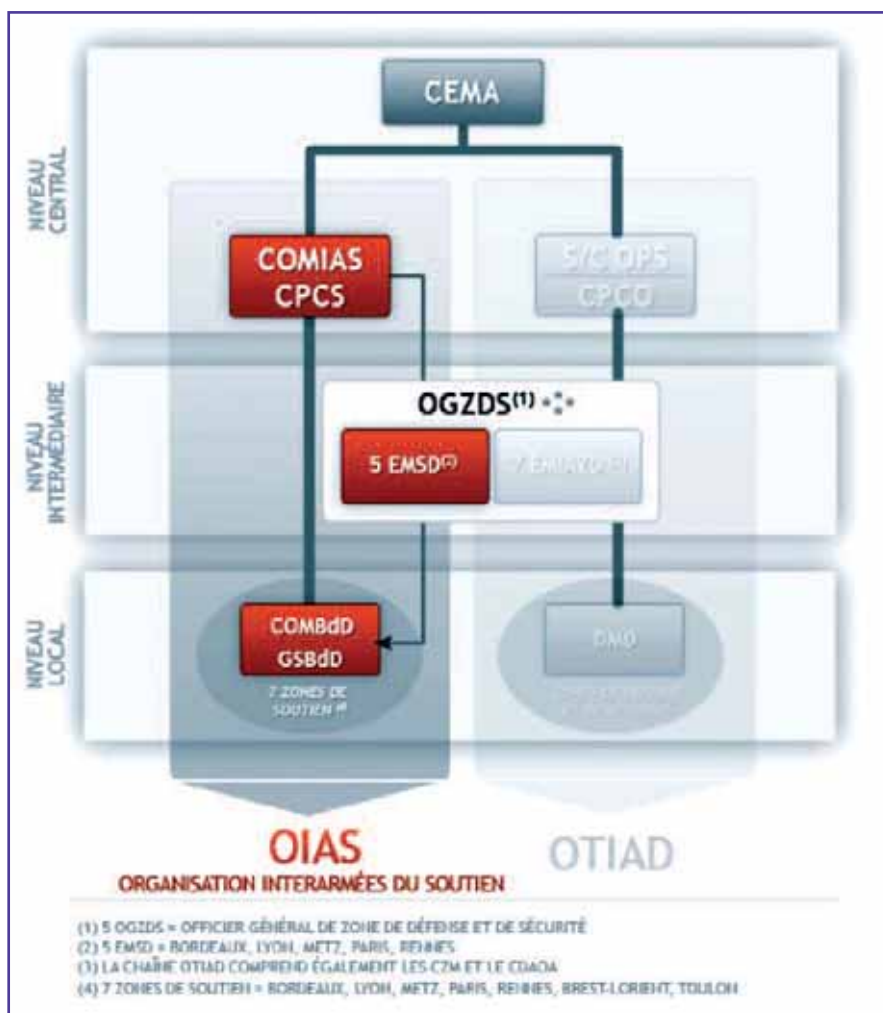 CEMA
NIVEAU
CENTRAL
COMIAS
CPCS
S/C OPS
CPCO
NIVEAU
INTERMÉDIAIRE
OGZDS(1)
5 EMSD(2)
NIVEAU
LOCAL
COMBdD
GSBdD
7 ZONES DE
SOUTIEN (4)
DMD
OIAS
ORGANISATION INTERARMÉES DU SOUTIEN
OTIAD
(1) 5 OGZDS = OFFICIER GÉNÉRAL DE ZONE DE DÉFENSE ET DE SÉCURITÉ
(2) 5 EMSD = BORDEAUX, LYON, METZ, PARIS, RENNES
(3) LA CHAÎNE OTIAD COMPREND ÉGALEMENT LES CZM ET LE CDAOA
(4) 7 ZONES DE SOUTIEN = BORDEAUX, LYON, METZ, PARIS, RENNES, BREST-LORIENT, TOULON